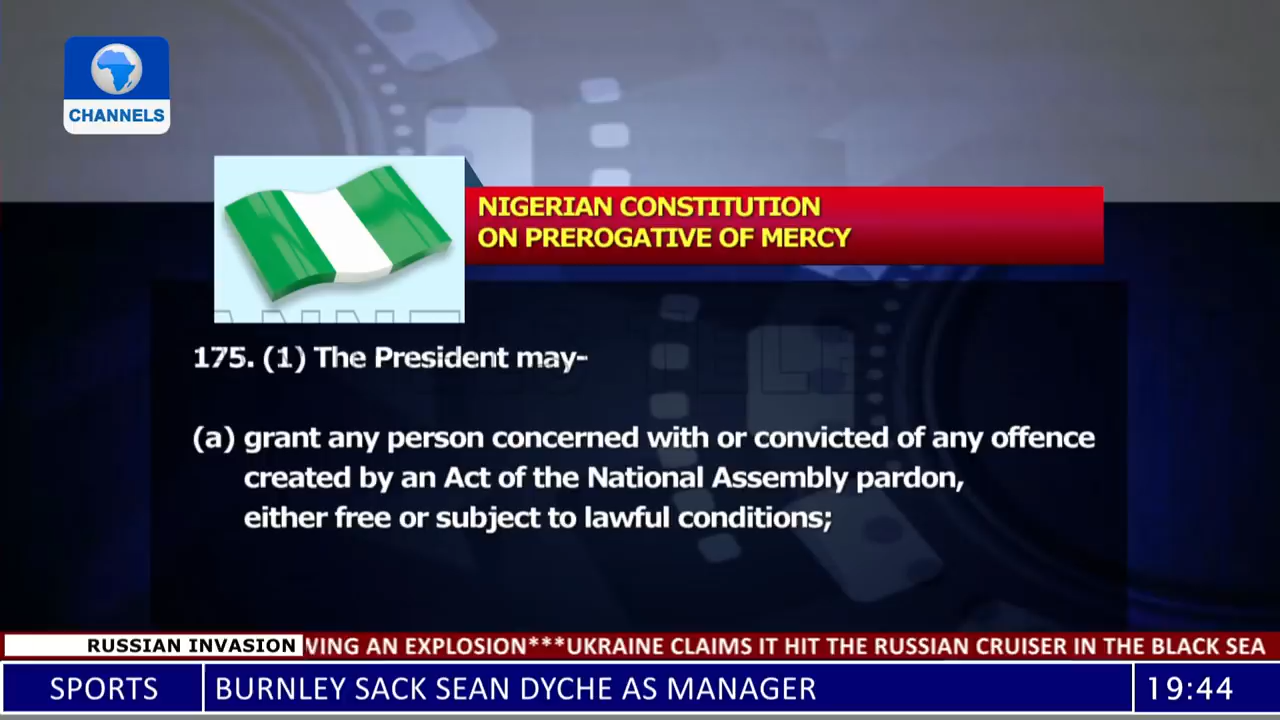 CHANNELS
NIGERIAN CONSTITUTION
ON PREROGATIVE OF MERCY
175. (1) The President may-
(a) grant any person concerned with or convicted of any offence
created by an Act of the National Assembly pardon,
either free or subject to lawful conditions;
RUSSIAN INVASION VING AN EXPLOSION***UKRAINE CLAIMS IT HIT THE RUSSIAN CRUISER IN THE BLACK SEA
SPORTS BURNLEY SACK SEAN DYCHE AS MANAGER 19:44